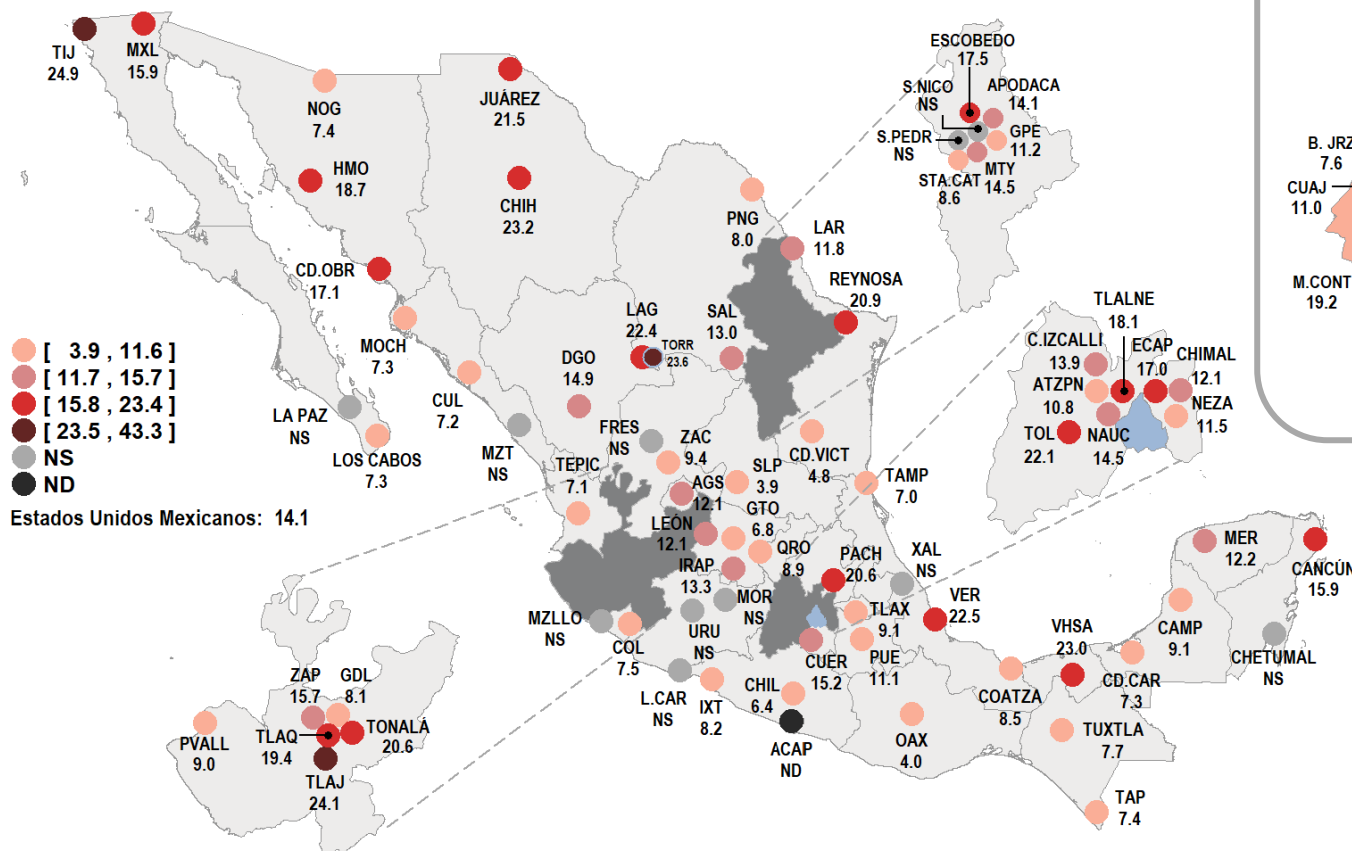 TIJ
24.9
MXL
15.9
NOG
7.4
HMO
18.7
JUÁREZ
21.5
CHIH
23.2
CD.OBR
17.1
MOCH
7.3
CUL
7.2
LA PAZ
NS
LOS CABOS
7.3
MZT
NS
DGO
14.9
LAG
22.4
TORR
23.6
SAL
13.0
PNG
8.0
LAR
11.8
REYNOSA
20.9
ESCOBEDO
17.5
S.NICO
NS
APODACA
14.1
S.PEDR
NS
GPE
11.2
STA.CAT
8.6
MTY
14.5
B. JRZ
7.6
CUAJ
11.0
M.CONT
19.2
[ 3.9 , 11.6 ]
[ 11.7 , 15.7 ]
[ 15.8 , 23.4 ]
[ 23.5 , 43.3 ]
NS
ND
Estados Unidos Mexicanos: 14.1
FRES
NS
ZAC
9.4
TEPIC
7.1
AGS
12.1
SLP
3.9
CD.VICT
4.8
TAMP
7.0
LEÓN
12.1
GTO
6.8
IRAP
13.3
QRO
8.9
PACH
20.6
MOR
NS
URU
NS
MZLLO
NS
COL
7.5
L.CAR
NS
IXT
8.2
CHIL
6.4
ACAP
ND
CUER
15.2
TLAX
9.1
PUE
11.1
XAL
NS
VER
22.5
OAX
4.0
COATZA
8.5
VHSA
23.0
CD.CAR
7.3
TUXTLA
7.7
TAP
7.4
CAMP
9.1
MER
12.2
CANCÚN
15.9
CHETUMAL
NS
TLALNE
18.1
C.IZCALLI
13.9
ECAP
17.0
CHIMAL
12.1
ATZPN
10.8
NEZA
11.5
TOL
22.1
NAUC
14.5
ZAP
15.7
GDL
8.1
PVALL
9.0
TLAQ
19.4
TONALÁ
20.6
TLAJ
24.1